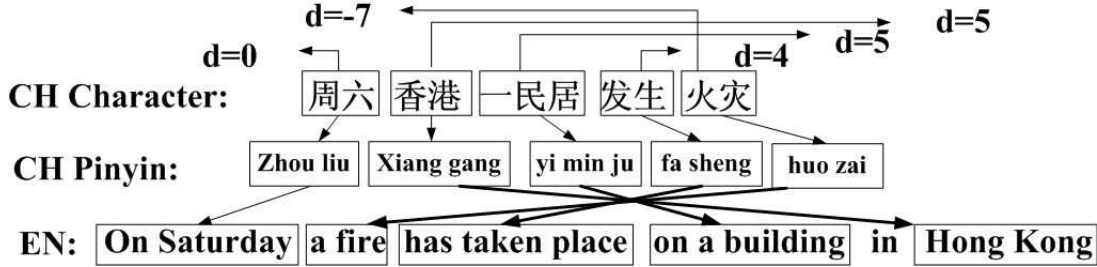 d=-7 d=5
d=0 d=4 d=5
CH Character: 周六 香港 一民居 发生 火灾
CH Pinyin: Zhou liu Xiang gang yi min ju fa sheng huo zai
EN: On Saturday a fire has taken place on a building in Hong Kong